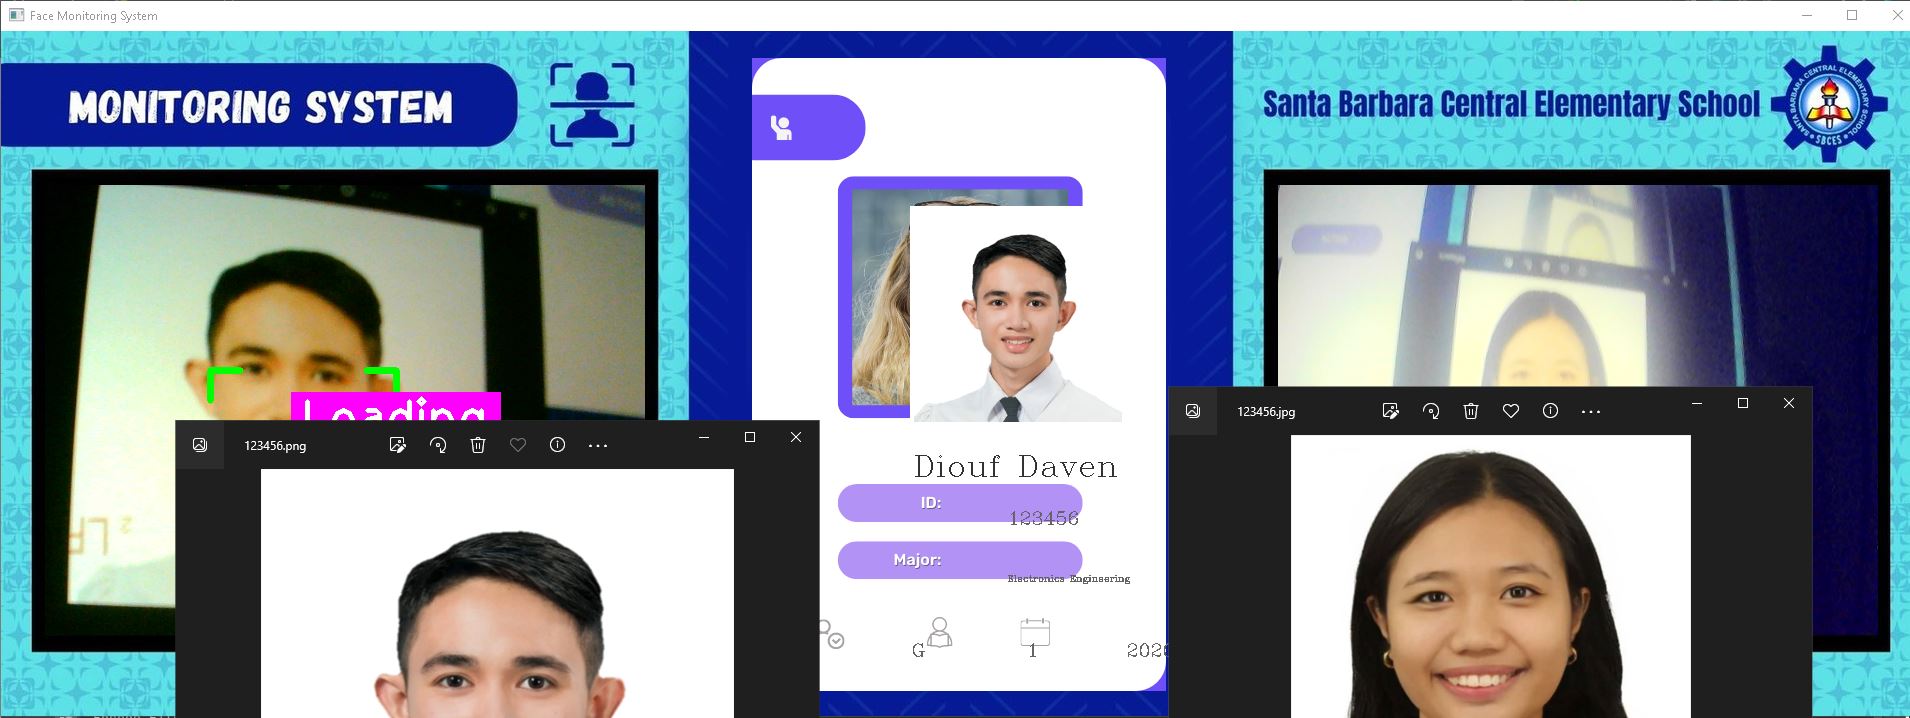 Face Monitoring System
MONITORING SYSTEM
Santa Barbara Central Elementary School
SANTA BARBARA CENTRAL ELEMENTARY SCHOOL
SBCES
Loading
123456.png
123456.jpg
Diouf Daven
ID:
123456
Major:
Electronics Engineering
G
1